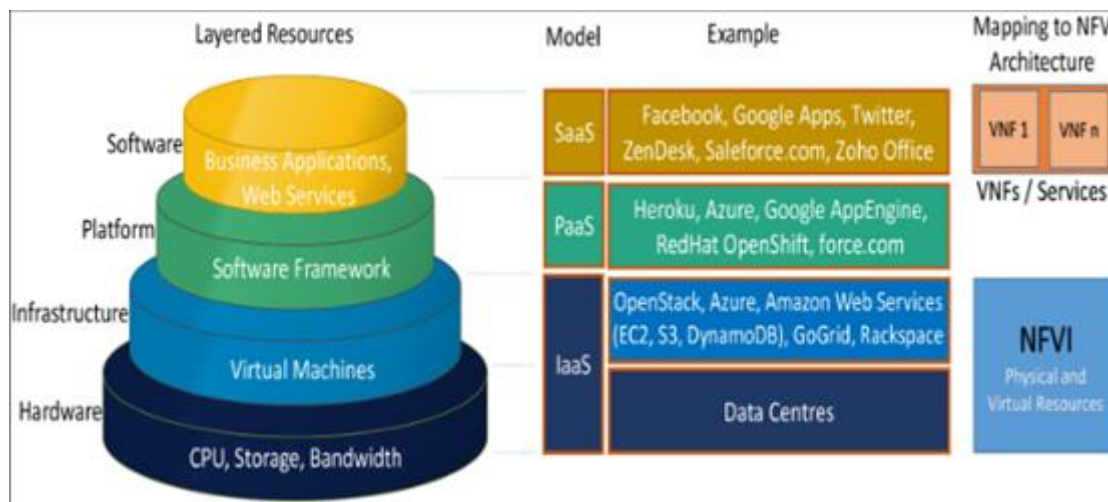 Layered Resources
Model
Example
Mapping to NFV
Architecture
Software
Business Applications,
Web Services
SaaS
Facebook, Google Apps, Twitter,
ZenDesk, Saleforce.com, Zoho Office
VNF 1
VNF n
VNFs / Services
Platform
Software Framework
PaaS
Heroku, Azure, Google AppEngine,
RedHat OpenShift, force.com
Infrastructure
Virtual Machines
IaaS
OpenStack, Azure, Amazon Web Services
(EC2, S3, DynamoDB), GoGrid, Rackspace
NFVI
Physical and
Virtual Resources
Hardware
CPU, Storage, Bandwidth
Data Centres